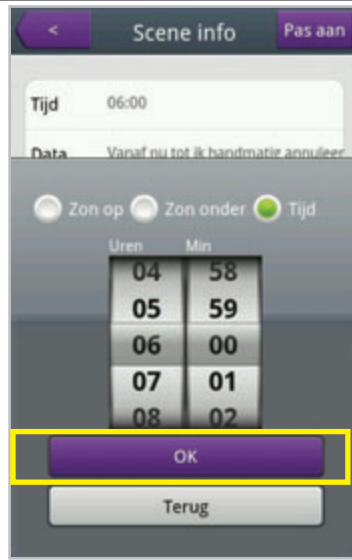 < Scene info Pas aan
Tijd 06:00
Data Vanaf nu tot ik handmatig annuleer
Zon op Zon onder Tijd
Uren Min
04 58
05 59
06 00
07 01
08 02
OK
Terug